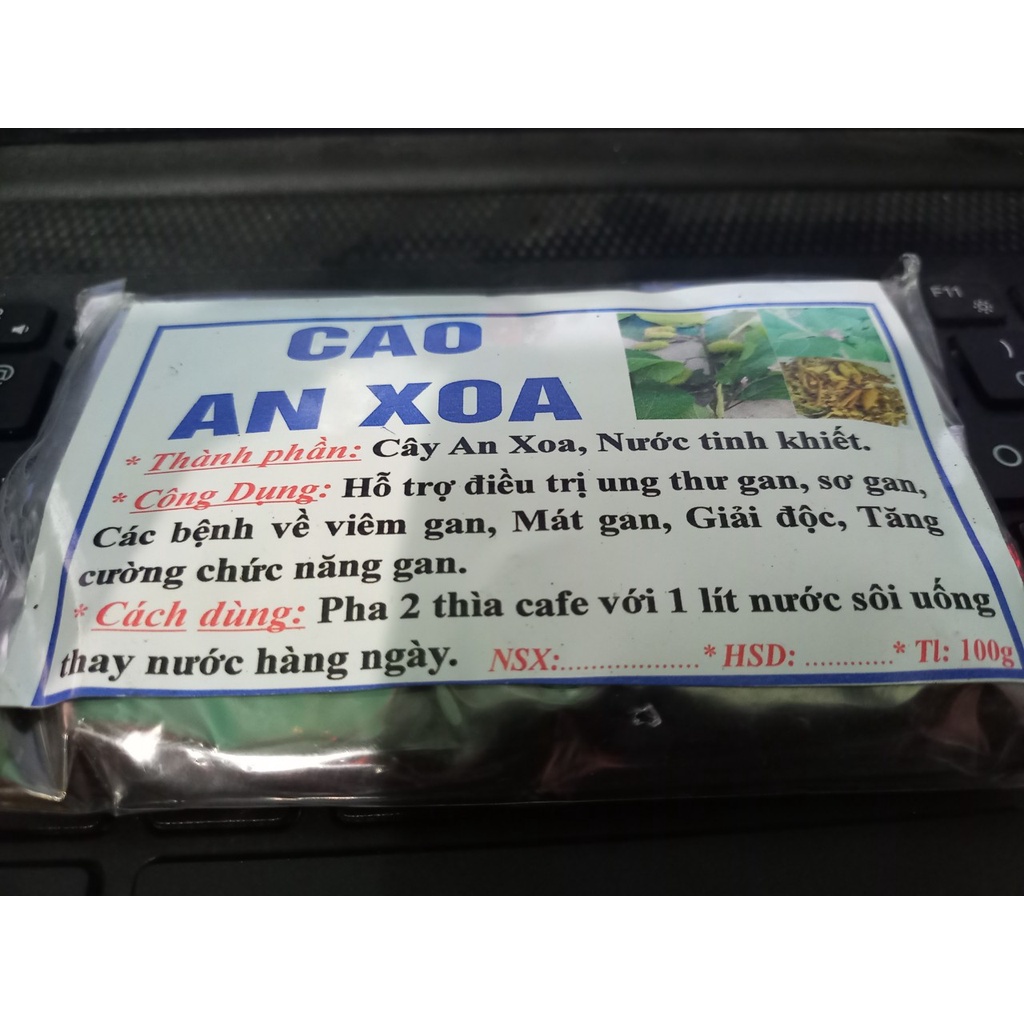 CAO
AN XOA
* Thành phần: Cây An Xoa, Nước tinh khiết.
* Công Dụng: Hỗ trợ điều trị ung thư gan, sơ gan,
Các bệnh về viêm gan, Mát gan, Giải độc, Tăng
cường chức năng gan.
* Cách dùng: Pha 2 thìa cafe với 1 lít nước sôi uống
thay nước hàng ngày. NSX:..................* HSD: ............* Tl: 100g
F11
@
)